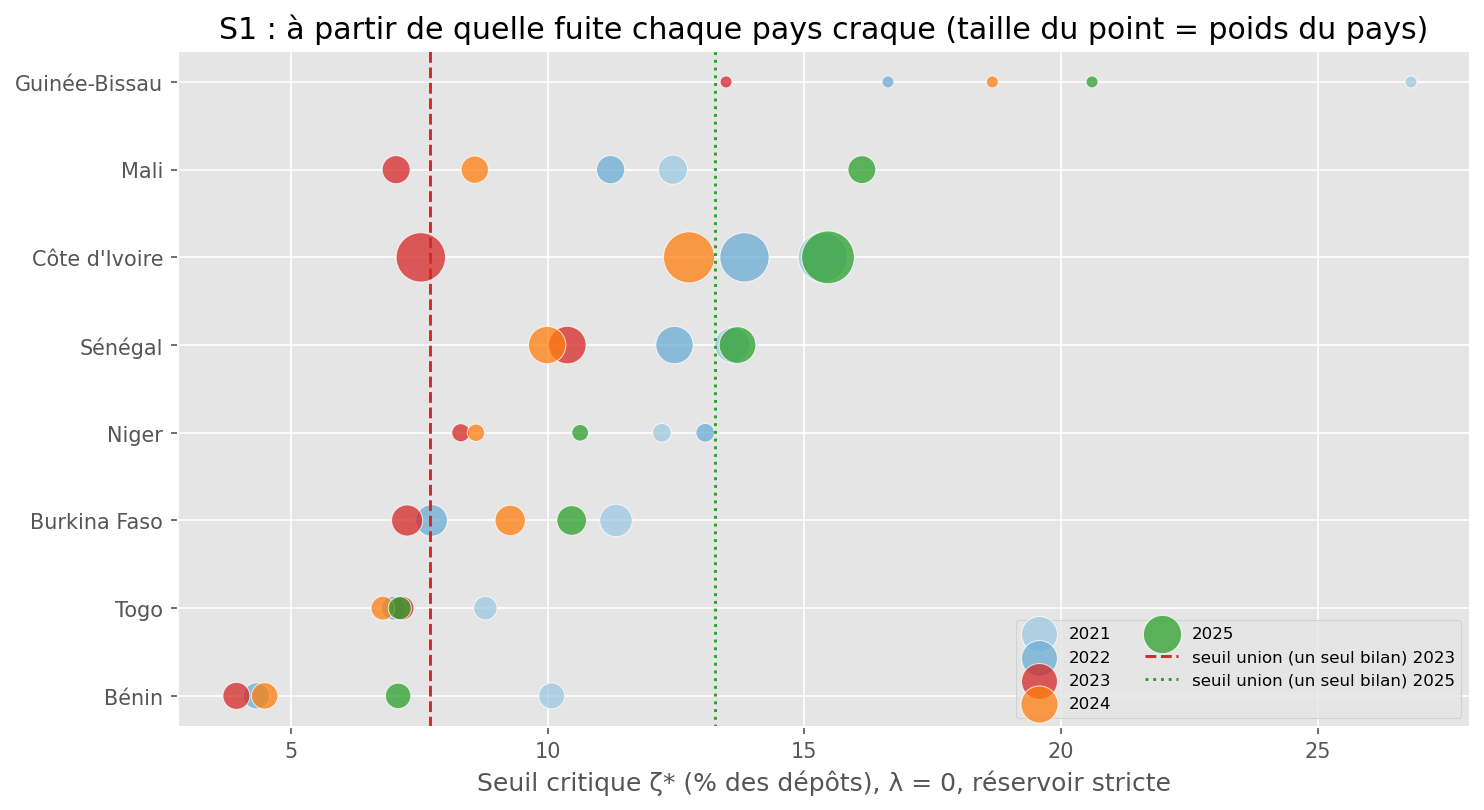 S1 : à partir de quelle fuite chaque pays craque (taille du point = poids du pays)
Guinée-Bissau
Mali
Côte d'Ivoire
Sénégal
Niger
Burkina Faso
Togo
Bénin
2021
2022
2023
2024
2025
seuil union (un seul bilan) 2023
seuil union (un seul bilan) 2025
5 10 15 20 25
Seuil critique ζ* (% des dépôts), λ = 0, réservoir stricte